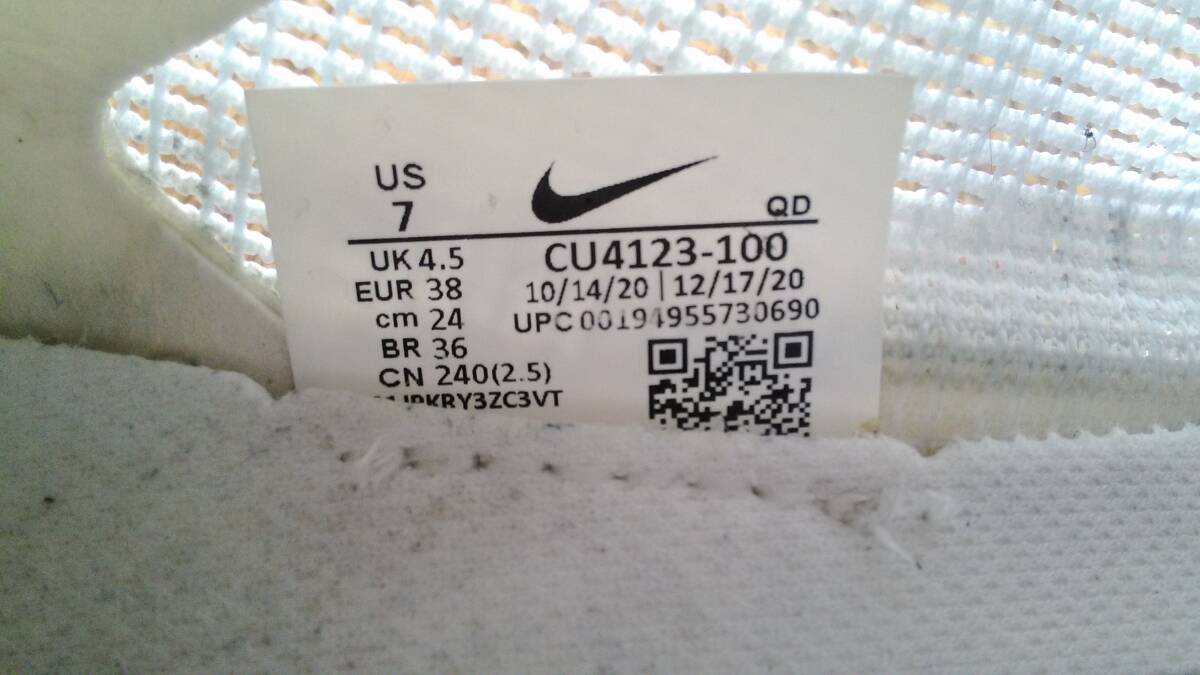 US
7
QD
UK 4.5
CU4123-100
EUR 38
10/14/20 | 12/17/20
cm 24
UPC 00194955730690
BR 36
CN 240(2.5)